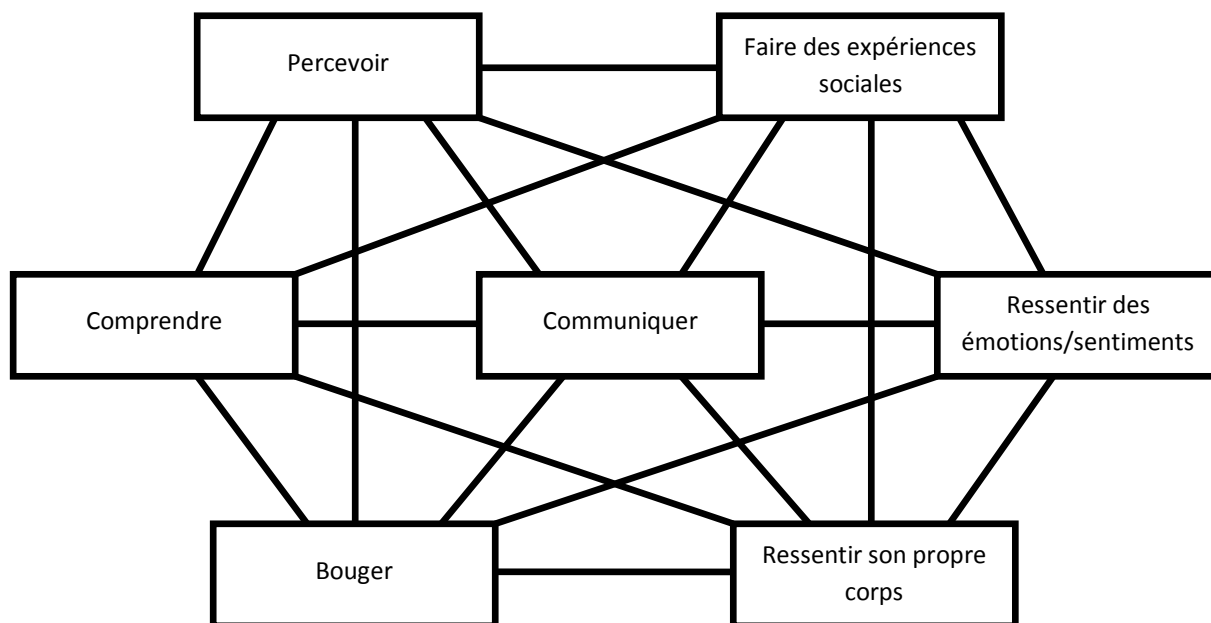 Percevoir
Faire des expériences
sociales
Comprendre
Communiquer
Ressentir des
émotions/sentiments
Bouger
Ressentir son propre
corps